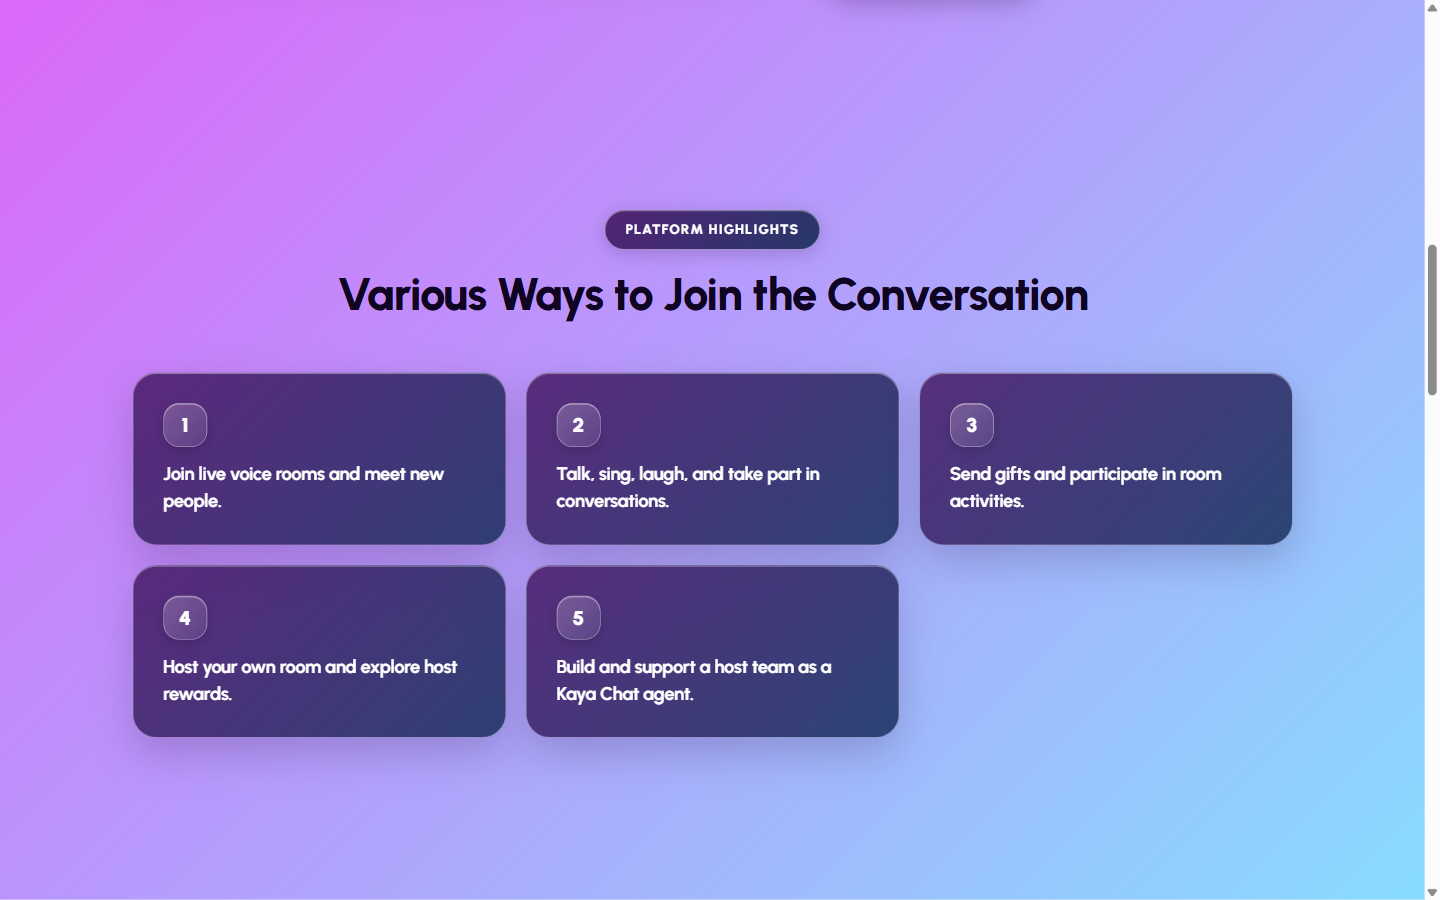 PLATFORM HIGHLIGHTS
Various Ways to Join the Conversation
1
Join live voice rooms and meet new
people.
2
Talk, sing, laugh, and take part in
conversations.
3
Send gifts and participate in room
activities.
4
Host your own room and explore host
rewards.
5
Build and support a host team as a
Kaya Chat agent.